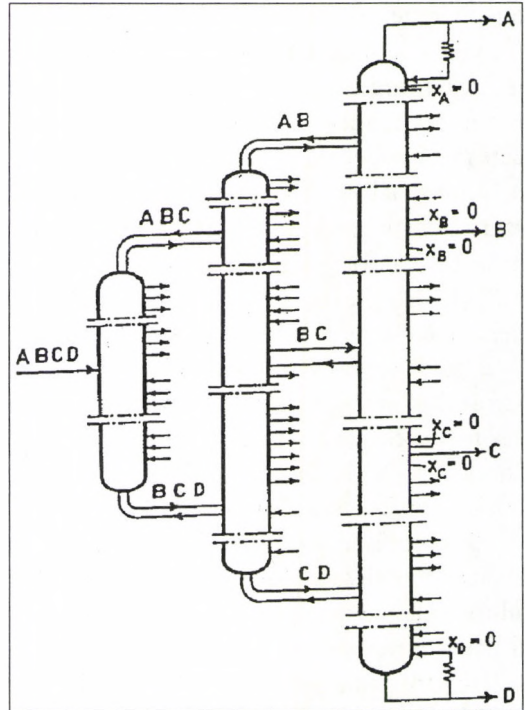 A
x_A = 0
AB
ABC
x_B = 0
B
x_B = 0
BC
ABCD
x_C = 0
C
x_C = 0
BCD
CD
x_D = 0
D